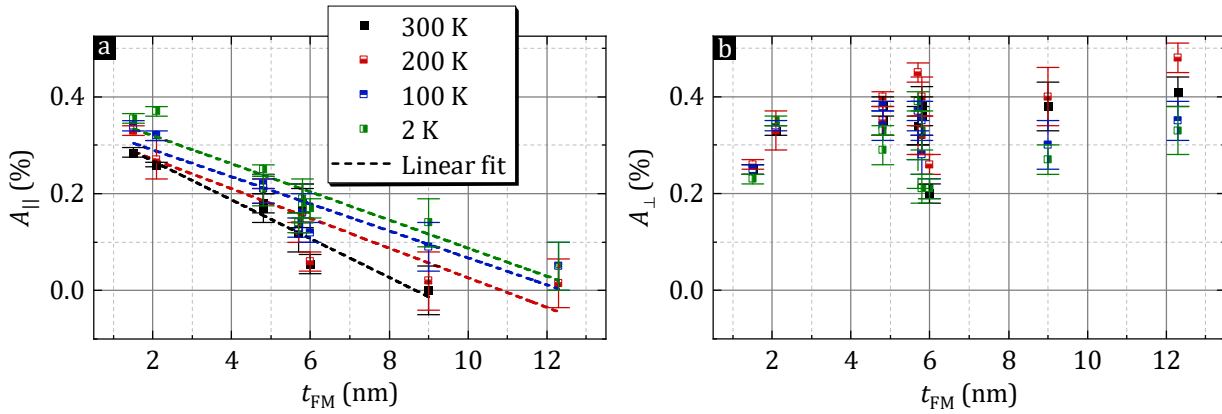 a
300 K
200 K
100 K
2 K
Linear fit
0.4
0.2
0.0
A|| (%)
2 4 6 8 10 12
tFM (nm)
b
0.4
0.2
0.0
A⊥ (%)
2 4 6 8 10 12
tFM (nm)